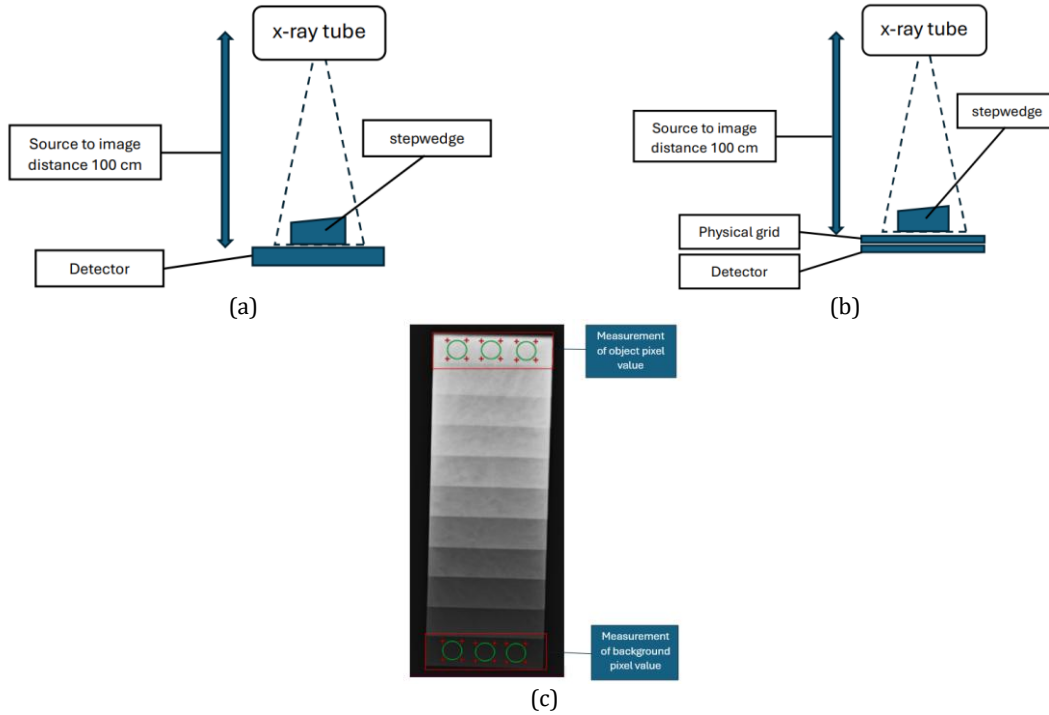 x-ray tube
Source to image
distance 100 cm
stepwedge
Detector
(a)
x-ray tube
stepwedge
Source to image
distance 100 cm
Physical grid
Detector
(b)
Measurement
of object pixel
value
Measurement
of background
pixel value
(c)